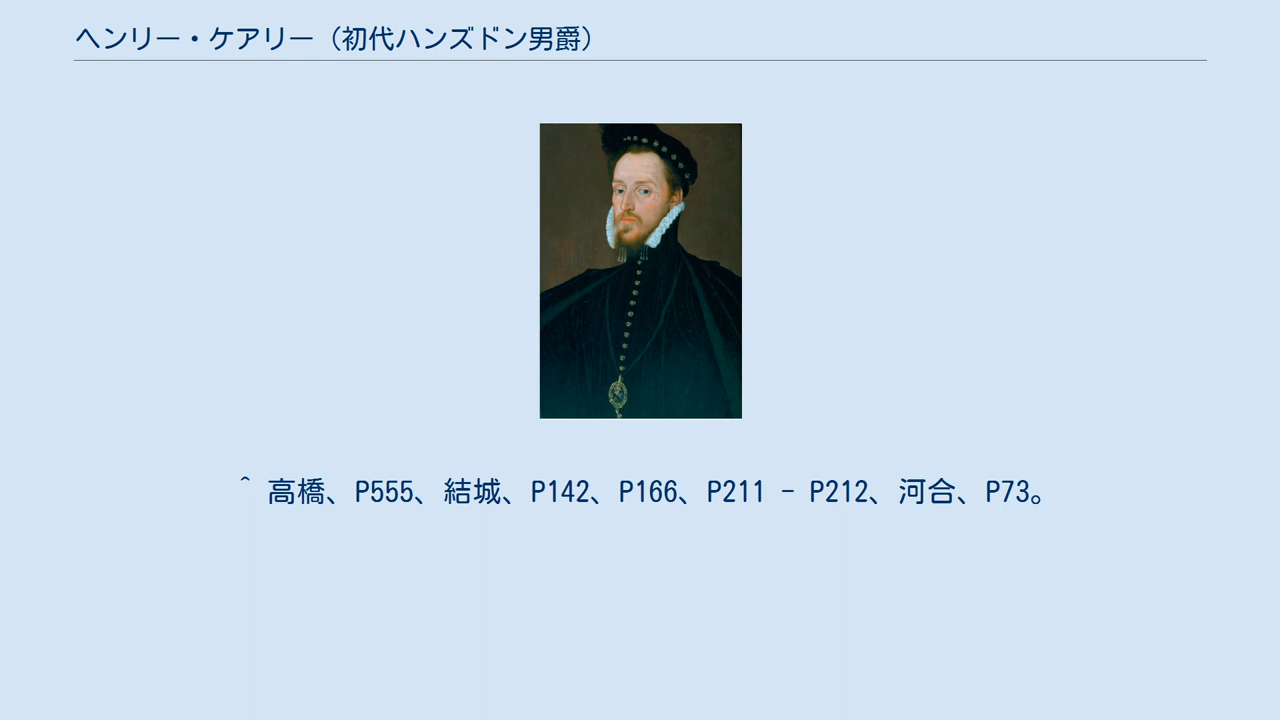 ヘンリー・ケアリー（初代ハンズドン男爵）
^ 高橋、P555、結城、P142、P166、P211 - P212、河合、P73。